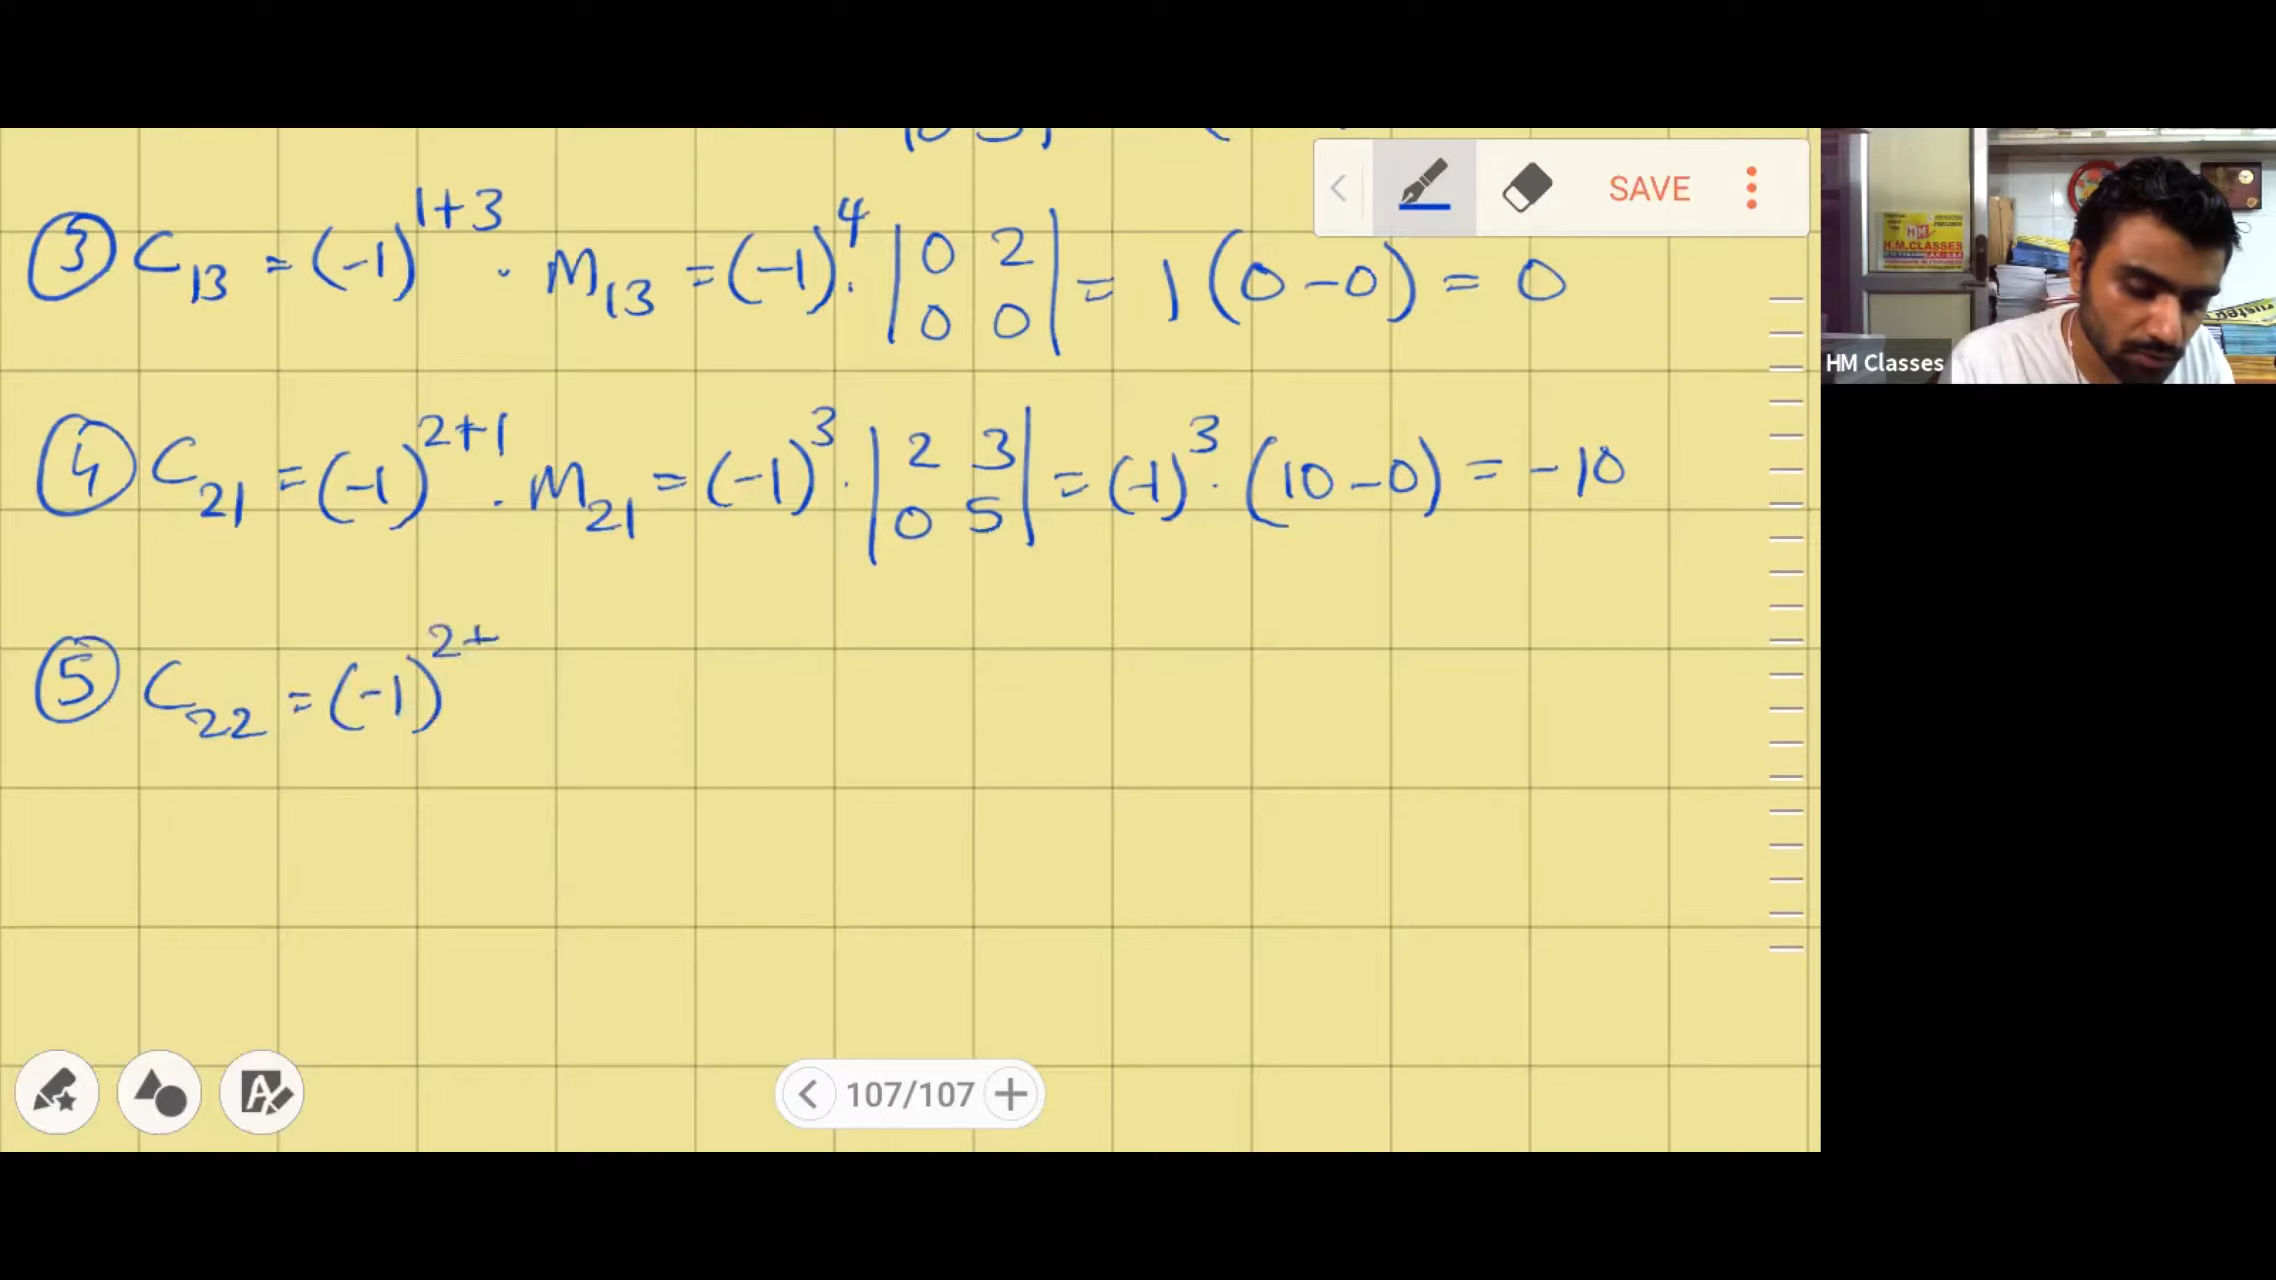 SAVE
③ C₁₃ = (-1)¹⁺³ · M₁₃ = (-1)⁴ · |0 2; 0 0| = 1(0-0) = 0
④ C₂₁ = (-1)²⁺¹ · M₂₁ = (-1)³ · |2 3; 0 5| = (-1)³ · (10-0) = -10
⑤ C₂₂ = (-1)²⁺
HM Classes
HM
H.M.CLASSES
107/107